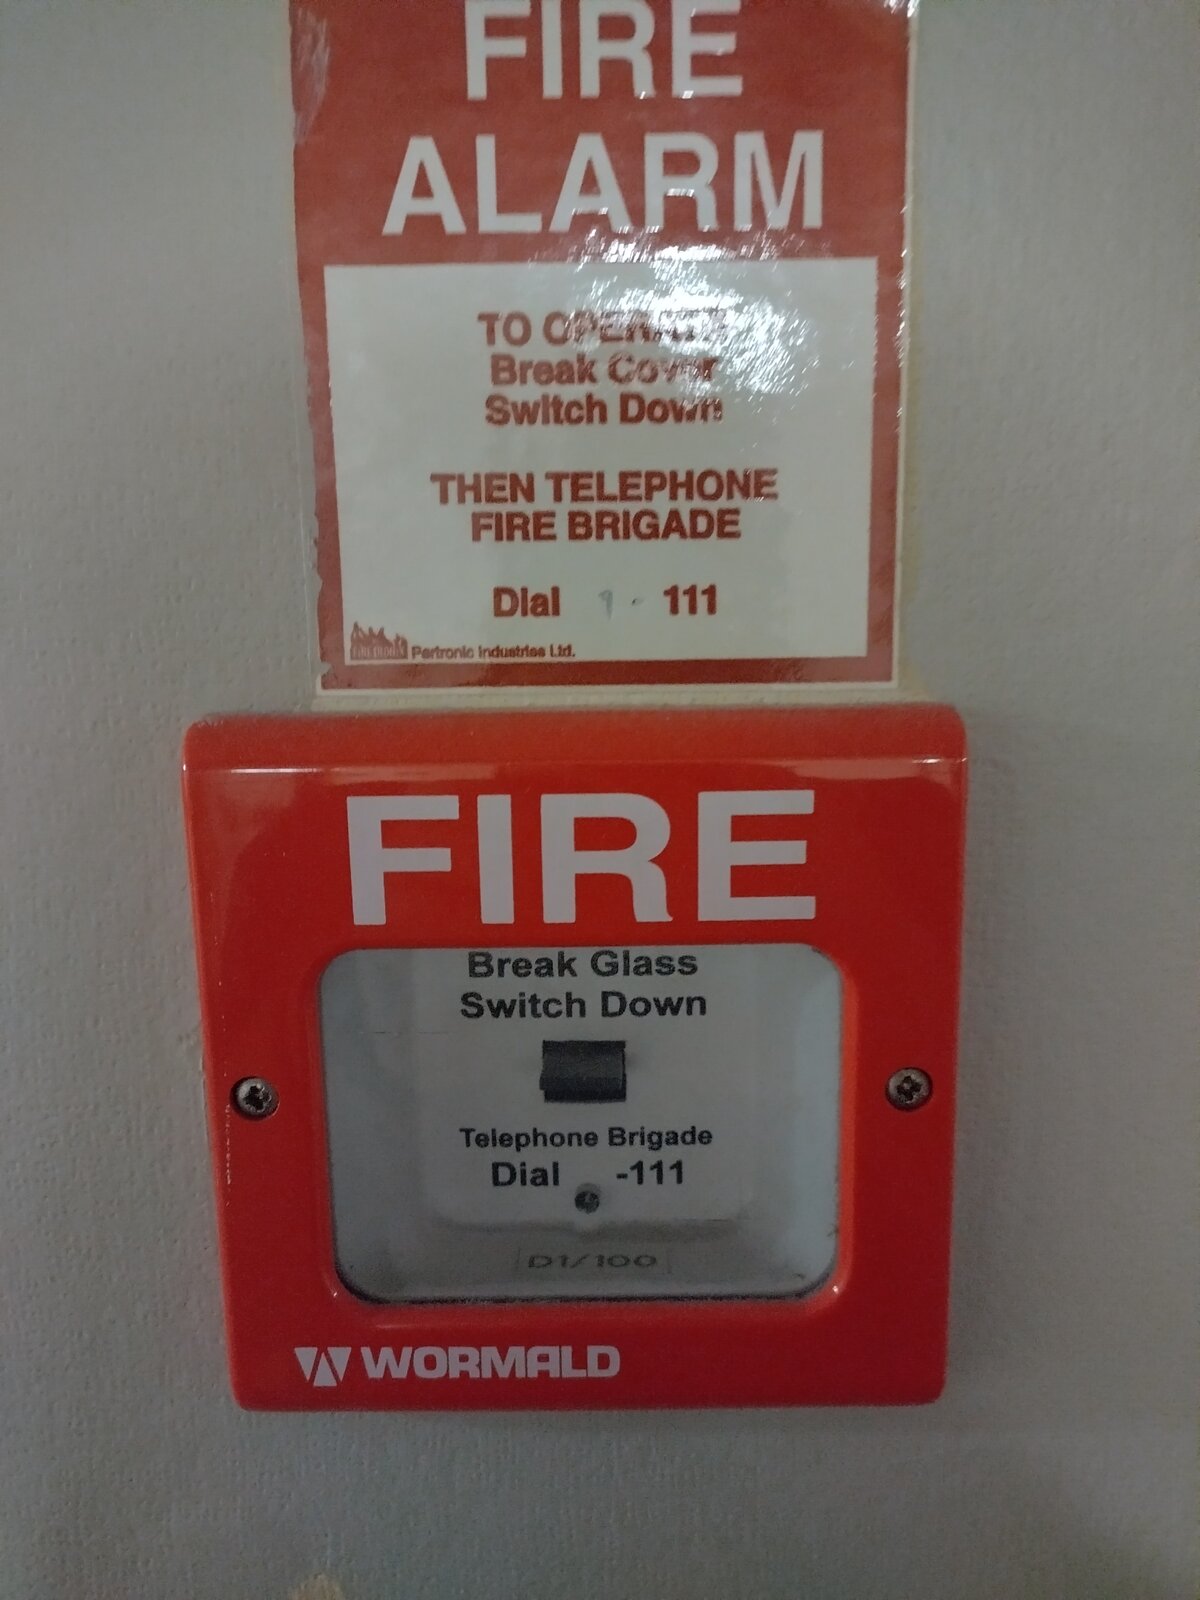 FIRE
ALARM
TO OPERATE
Break Cover
Switch Down
THEN TELEPHONE
FIRE BRIGADE
Dial 9 - 111
Pertronic Industries Ltd.
FIRE
Break Glass
Switch Down
Telephone Brigade
Dial -111
D1/100
WORMALD